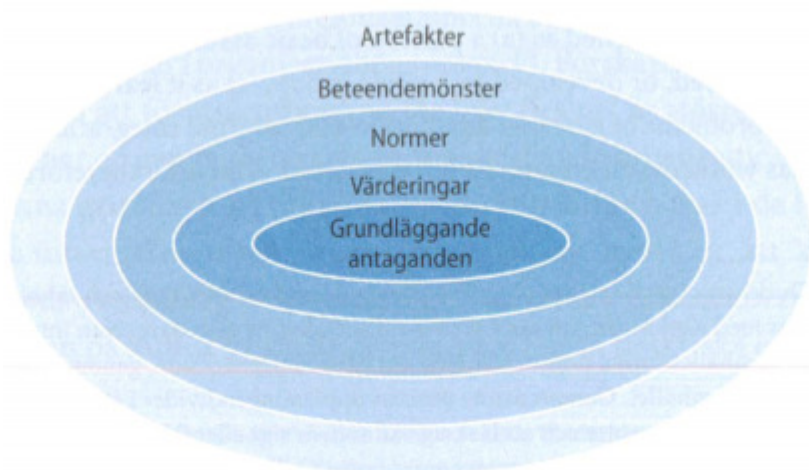 Artefakter
Beteendemönster
Normer
Värderingar
Grundläggande
antaganden